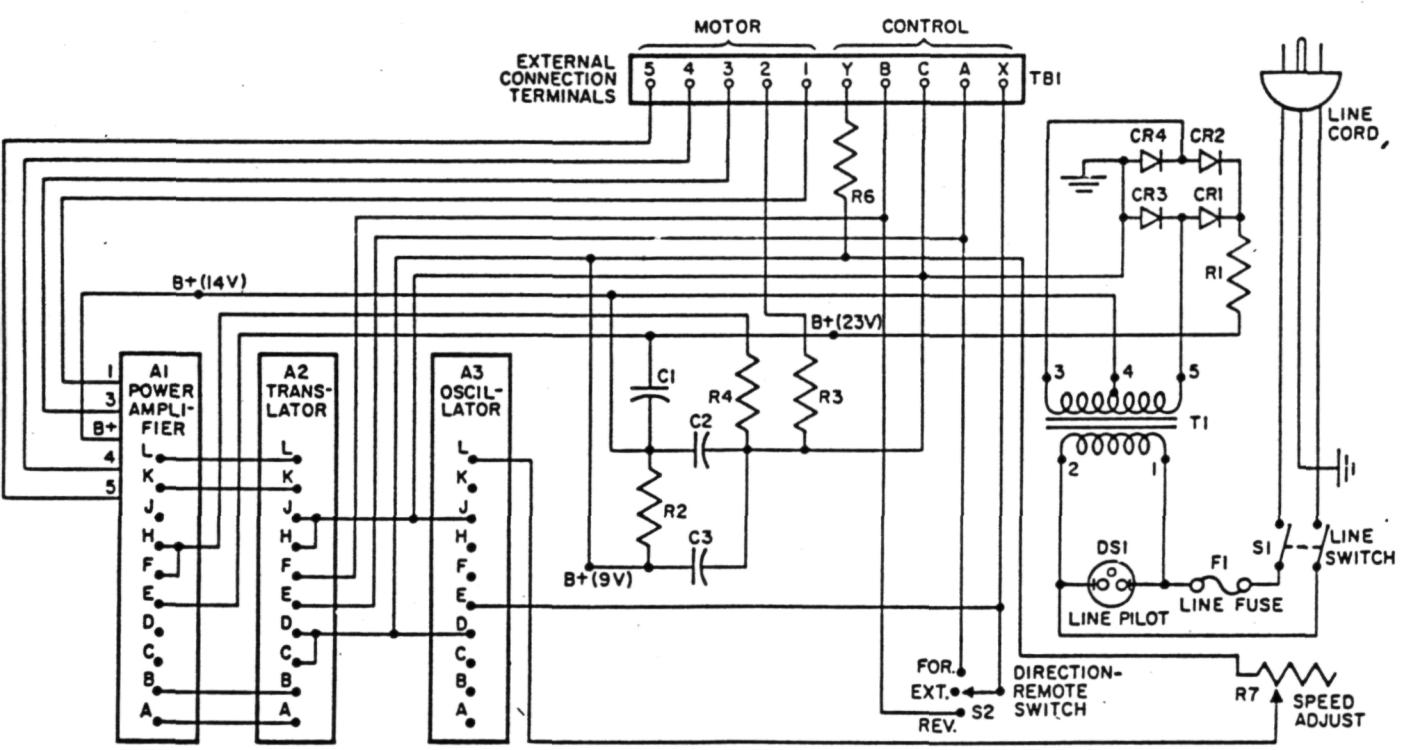 MOTOR
CONTROL
EXTERNAL
CONNECTION
TERMINALS
5 4 3 2 1 Y B C A X
TB1
LINE
CORD
CR4 CR2
CR3 CR1
R6
R1
B+(14V)
B+(23V)
A1
POWER
AMPLI-
FIER
A2
TRANS-
LATOR
A3
OSCIL-
LATOR
1
3
B+
4
5
L
K
J
H
F
E
D
C
B
A
L
K
J
H
F
E
D
C
B
A
L
K
J
H
F
E
D
C
B
A
C1
R4
R3
C2
R2
C3
B+(9V)
3 4 5
T1
2 1
DS1
LINE PILOT
F1
LINE FUSE
S1
LINE
SWITCH
FOR.
EXT.
REV.
S2
DIRECTION-
REMOTE
SWITCH
R7
SPEED
ADJUST